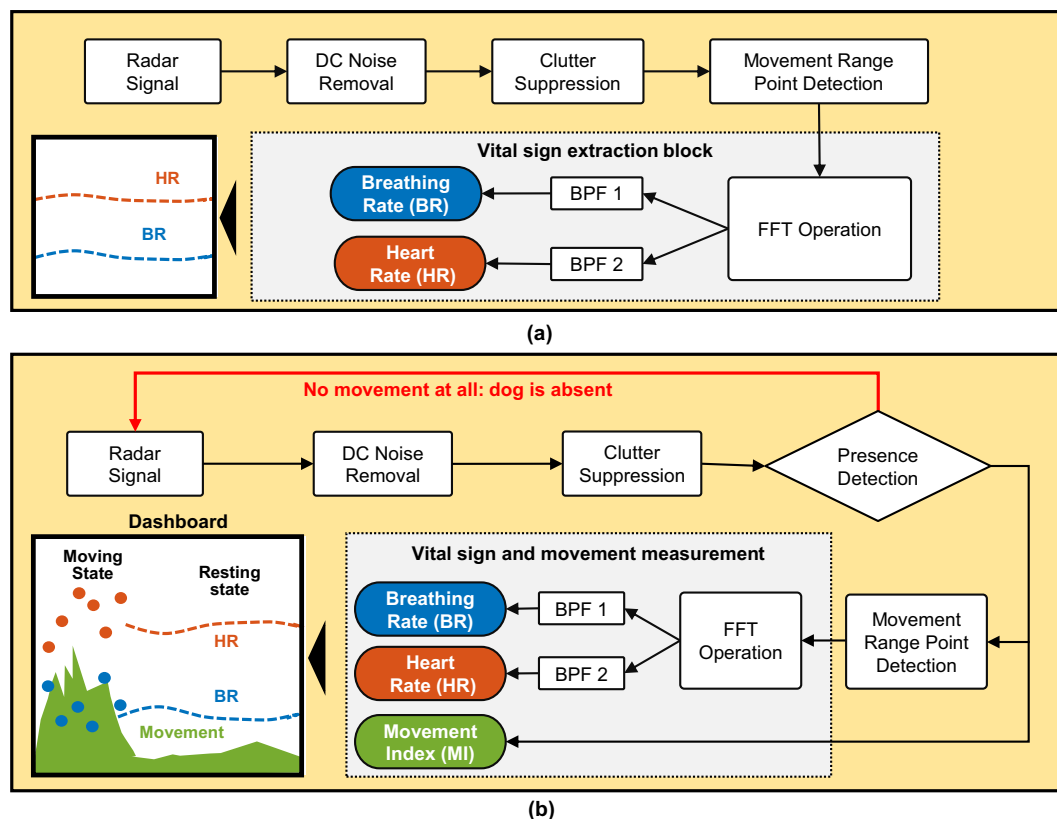 Radar
Signal
DC Noise
Removal
Clutter
Suppression
Movement Range
Point Detection
Vital sign extraction block
HR
BR
Breathing
Rate (BR)
BPF 1
Heart
Rate (HR)
BPF 2
FFT Operation
(a)
No movement at all: dog is absent
Radar
Signal
DC Noise
Removal
Clutter
Suppression
Presence
Detection
Dashboard
Moving
State
Resting
state
HR
BR
Movement
Vital sign and movement measurement
Breathing
Rate (BR)
BPF 1
Heart
Rate (HR)
BPF 2
FFT
Operation
Movement
Range Point
Detection
Movement
Index (MI)
(b)